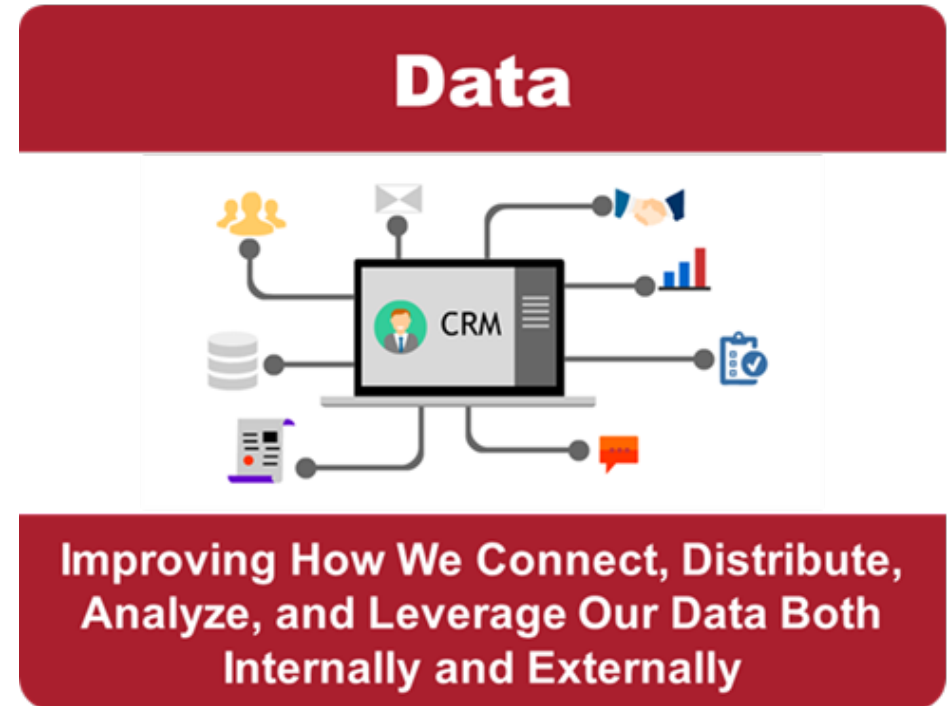 Data
CRM
Improving How We Connect, Distribute,
Analyze, and Leverage Our Data Both
Internally and Externally